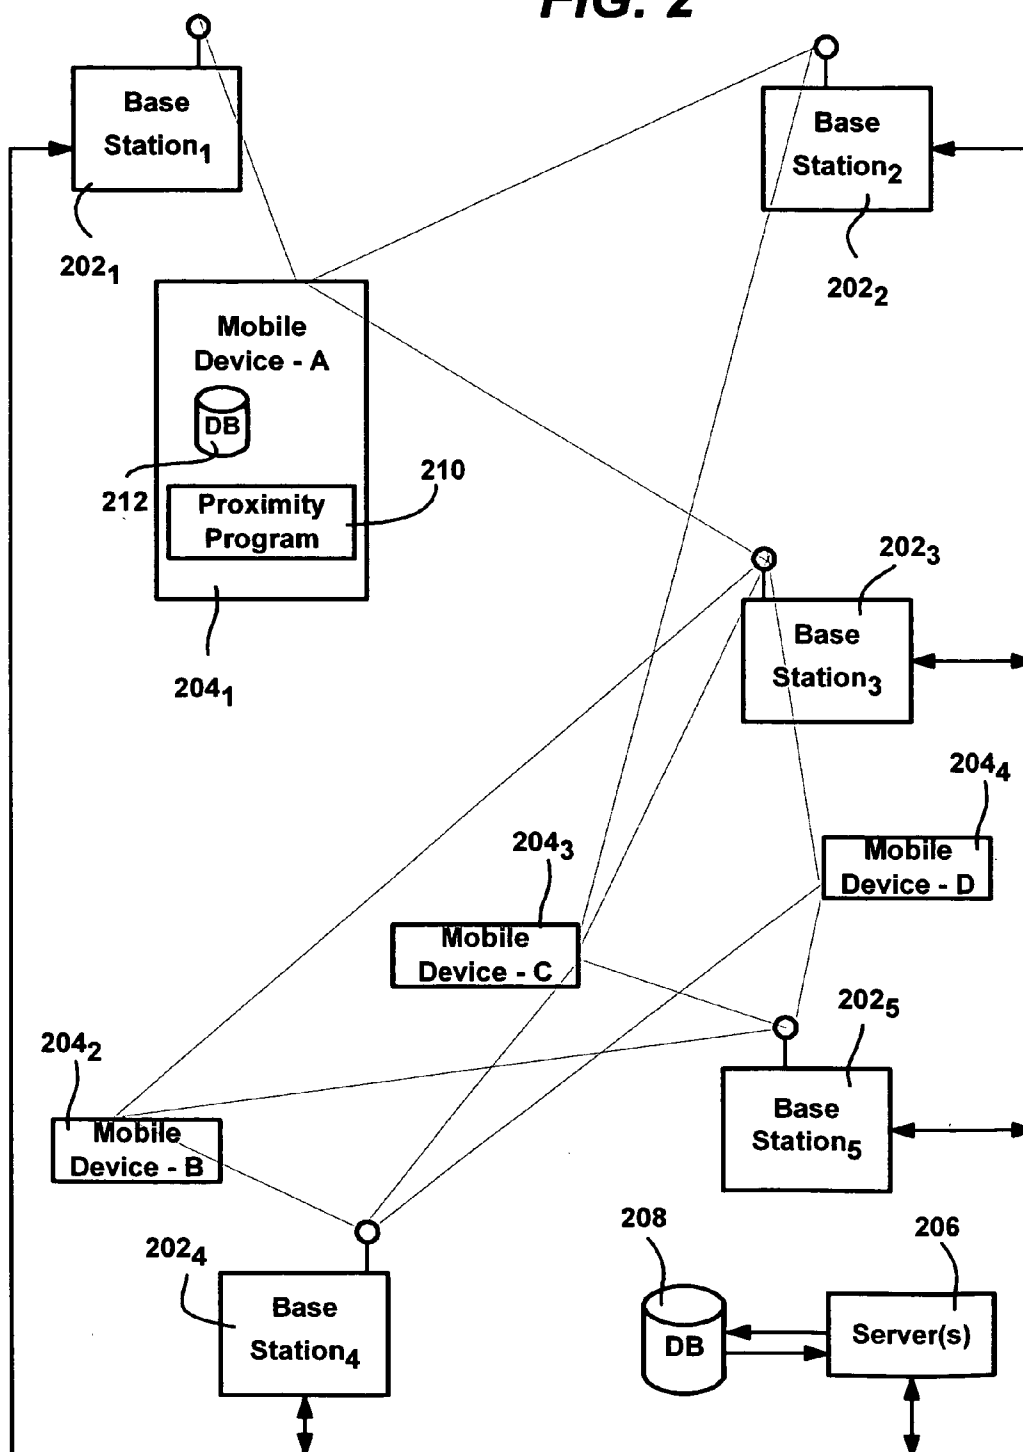 FIG. 2
Base
Station1
Base
Station2
2021
2022
Mobile
Device - A
DB
212
210
Proximity
Program
2023
Base
Station3
2041
2044
2043
Mobile
Device - D
Mobile
Device - C
2025
2042
Base
Station5
Mobile
Device - B
208
206
2024
Base
Station4
DB
Server(s)